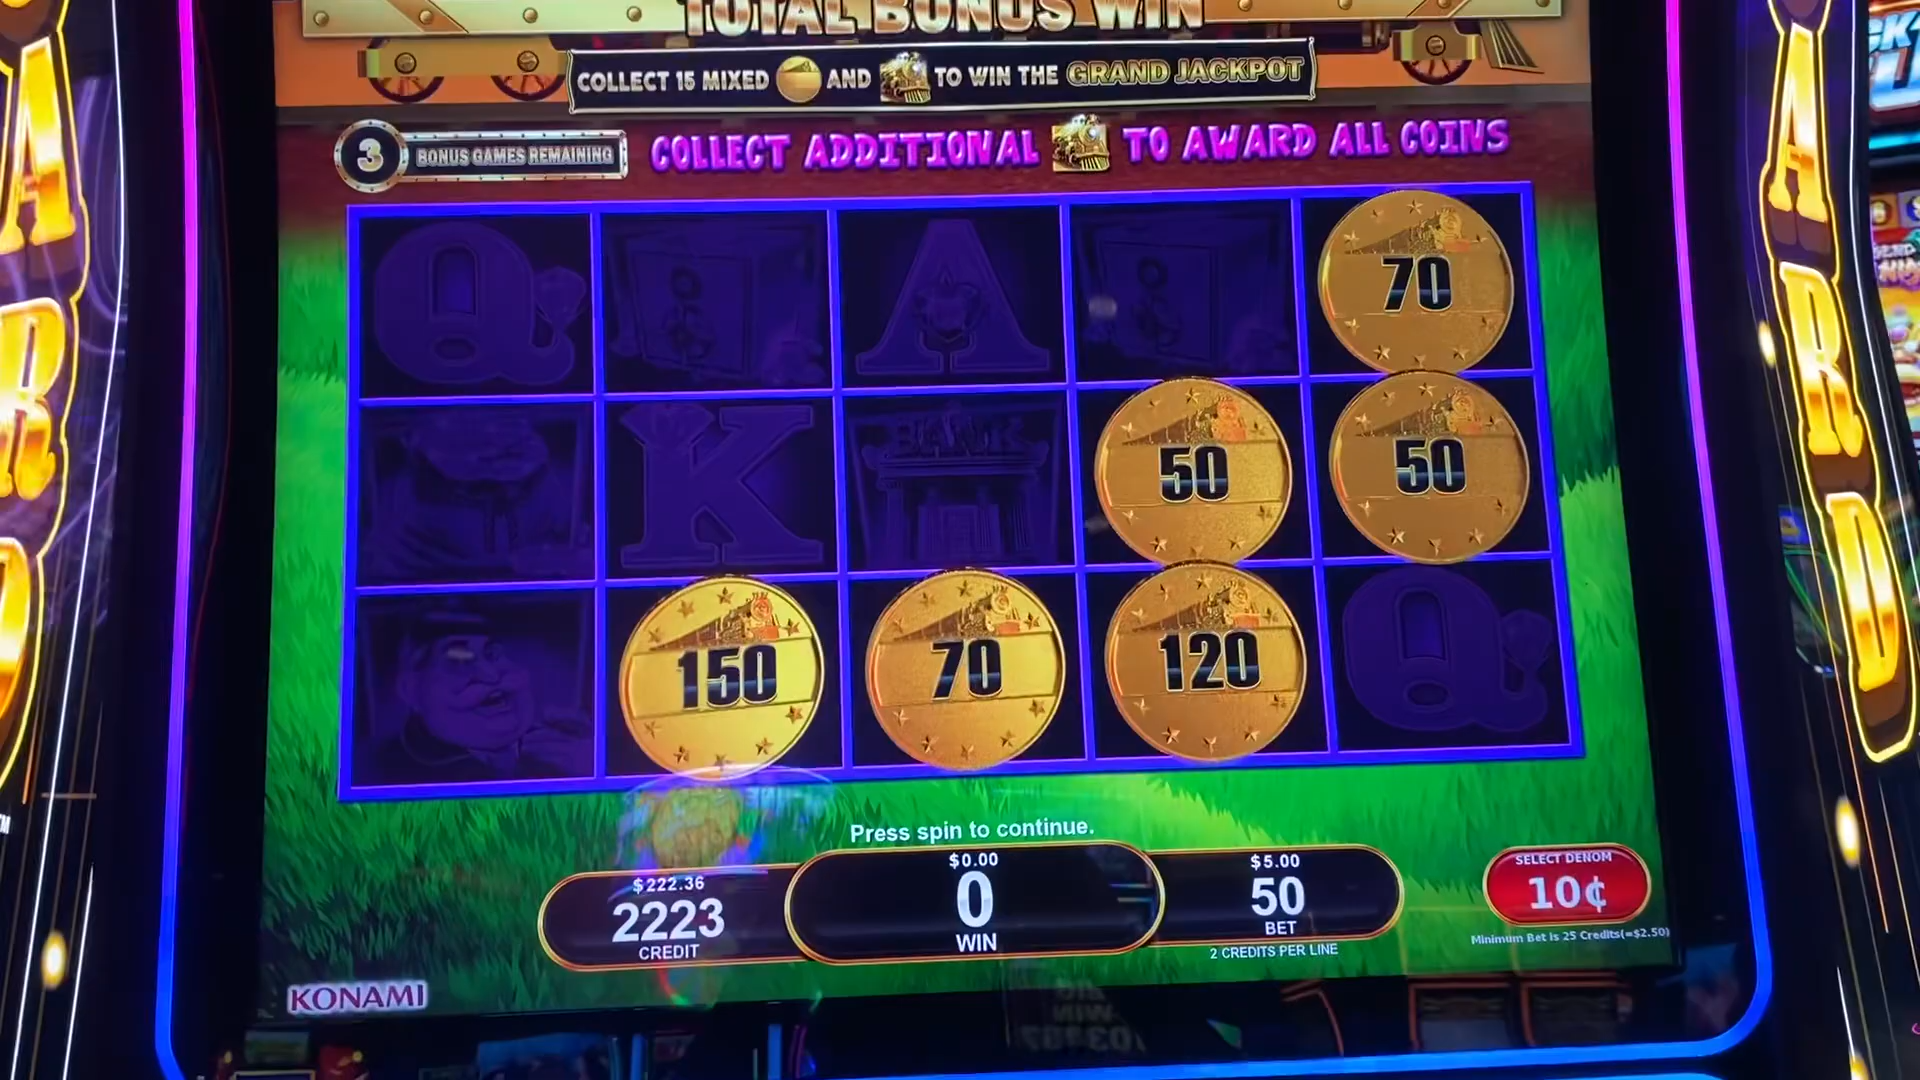 TOTAL BONUS WIN
COLLECT 15 MIXED AND TO WIN THE GRAND JACKPOT
3 BONUS GAMES REMAINING
COLLECT ADDITIONAL TO AWARD ALL COINS
Q A 70
K BANK 50 50
150 70 120 Q
Press spin to continue.
$222.36
2223
CREDIT
$0.00
0
WIN
$5.00
50
BET
2 CREDITS PER LINE
SELECT DENOM
10¢
Minimum Bet is 25 Credits(=$2.50)
KONAMI
ARD
ARD